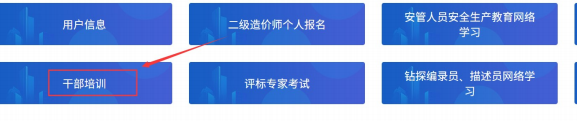 用户信息
二级造价师个人报名
安管人员安全生产教育网络
学习
干部培训
评标专家考试
钻探编录员、描述员网络学
习